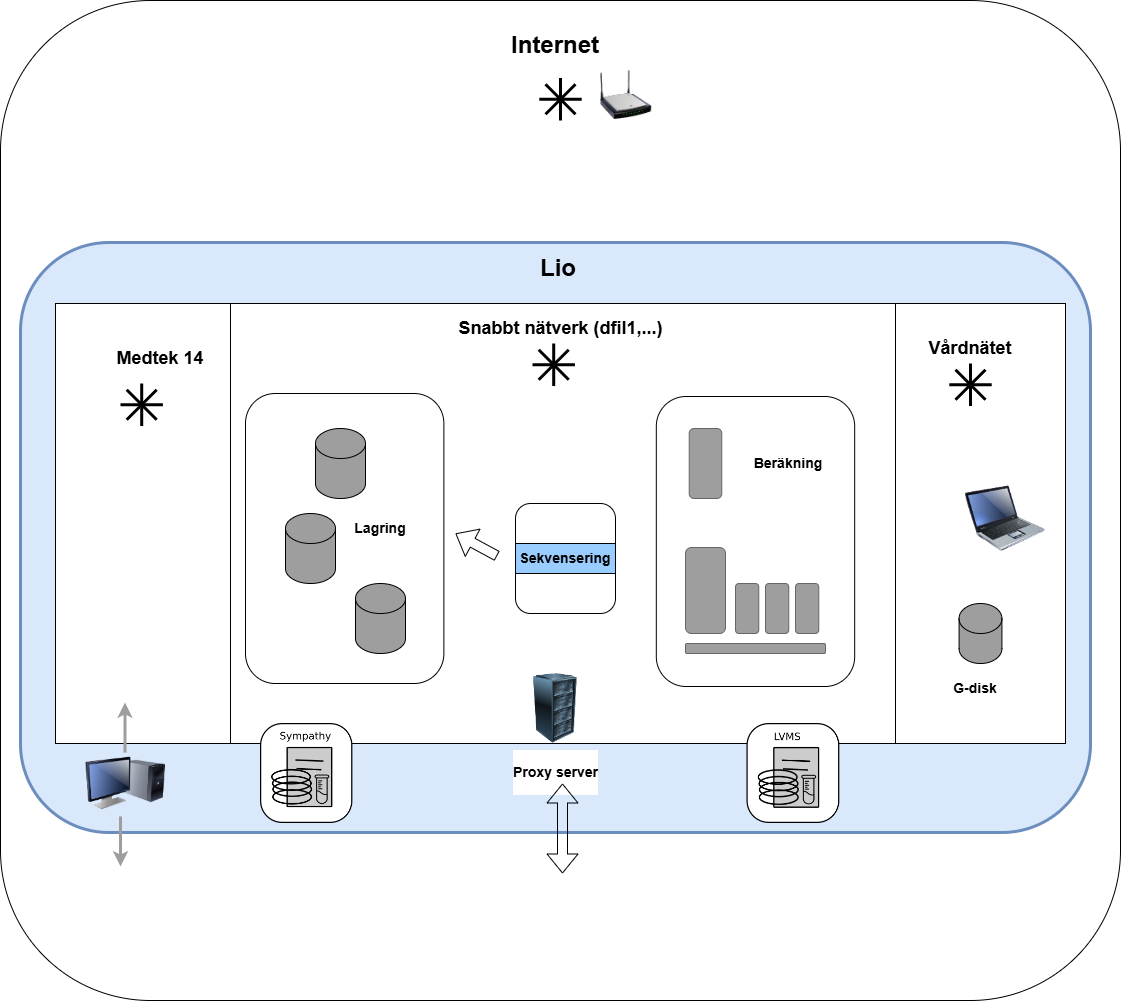 Internet
Lio
Snabbt nätverk (dfil1,...)
Medtek 14
Vårdnätet
Beräkning
Lagring
Sekvensering
G-disk
Sympathy
LVMS
Proxy server